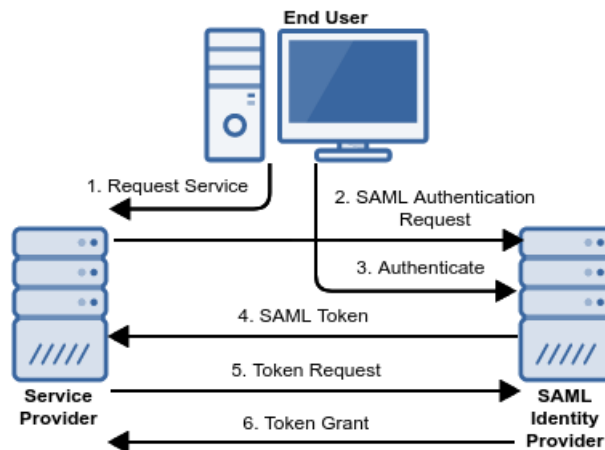 End User
1. Request Service
2. SAML Authentication
Request
3. Authenticate
4. SAML Token
5. Token Request
6. Token Grant
Service
Provider
SAML
Identity
Provider